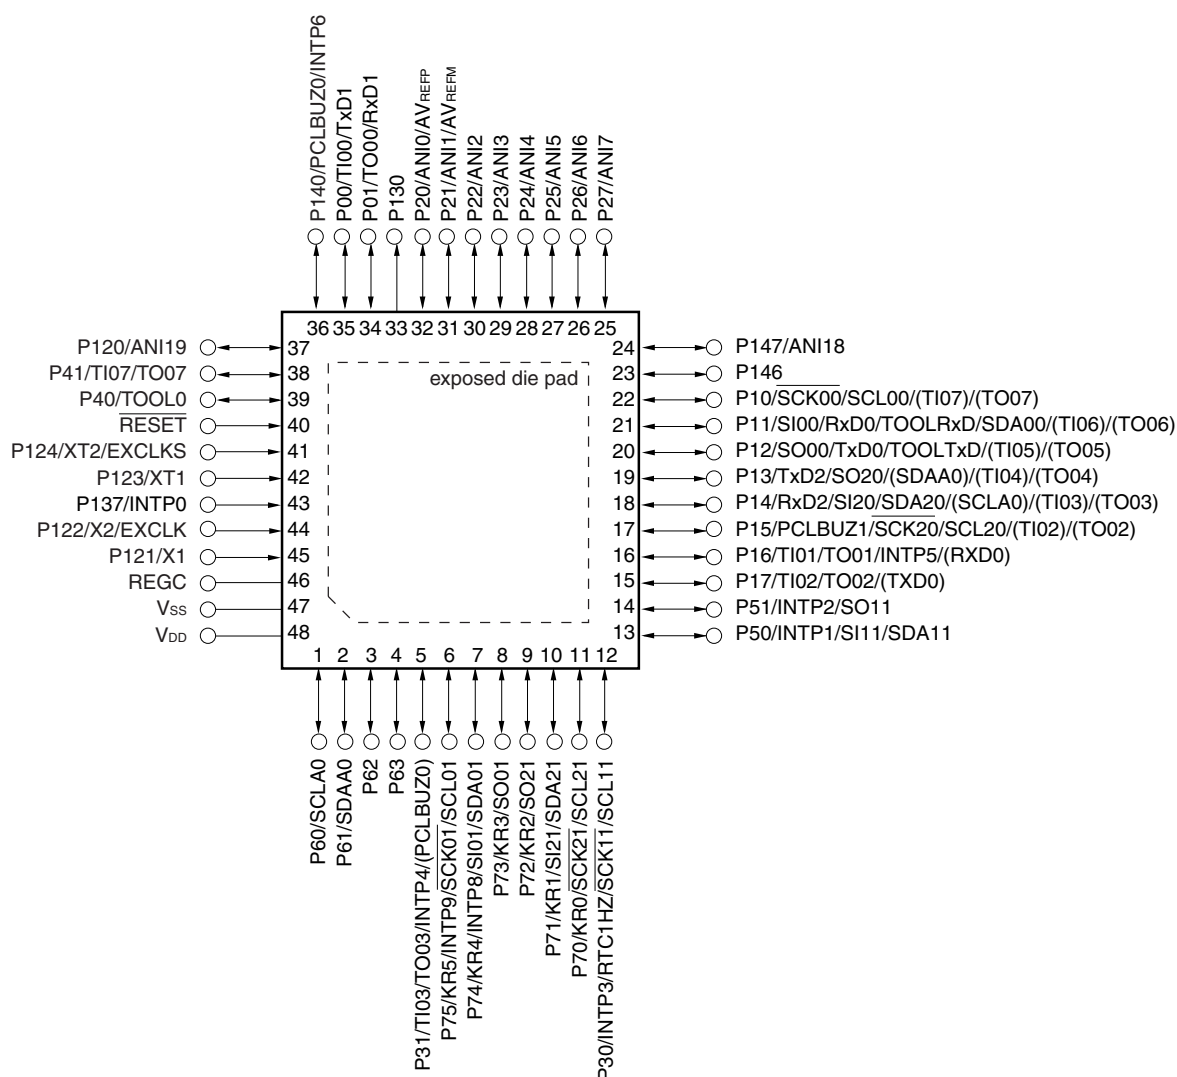 P140/PCLBUZ0/INTP6
P00/TI00/TxD1
P01/TO00/RxD1
P130
P20/ANI0/AVREFP
P21/ANI1/AVREFM
P22/ANI2
P23/ANI3
P24/ANI4
P25/ANI5
P26/ANI6
P27/ANI7
36 35 34 33 32 31 30 29 28 27 26 25
P120/ANI19 37
P41/TI07/TO07 38
P40/TOOL0 39
RESET 40
P124/XT2/EXCLKS 41
P123/XT1 42
P137/INTP0 43
P122/X2/EXCLK 44
P121/X1 45
REGC 46
VSS 47
VDD 48
exposed die pad
24 P147/ANI18
23 P146
22 P10/SCK00/SCL00/(TI07)/(TO07)
21 P11/SI00/RxD0/TOOLRxD/SDA00/(TI06)/(TO06)
20 P12/SO00/TxD0/TOOLTxD/(TI05)/(TO05)
19 P13/TxD2/SO20/(SDAA0)/(TI04)/(TO04)
18 P14/RxD2/SI20/SDA20/(SCLA0)/(TI03)/(TO03)
17 P15/PCLBUZ1/SCK20/SCL20/(TI02)/(TO02)
16 P16/TI01/TO01/INTP5/(RXD0)
15 P17/TI02/TO02/(TXD0)
14 P51/INTP2/SO11
13 P50/INTP1/SI11/SDA11
1 2 3 4 5 6 7 8 9 10 11 12
P60/SCLA0
P61/SDAA0
P62
P63
P31/TI03/TO03/INTP4/(PCLBUZ0)
P75/KR5/INTP9/SCK01/SCL01
P74/KR4/INTP8/SI01/SDA01
P73/KR3/SO01
P72/KR2/SO21
P71/KR1/SI21/SDA21
P70/KR0/SCK21/SCL21
P30/INTP3/RTC1HZ/SCK11/SCL11